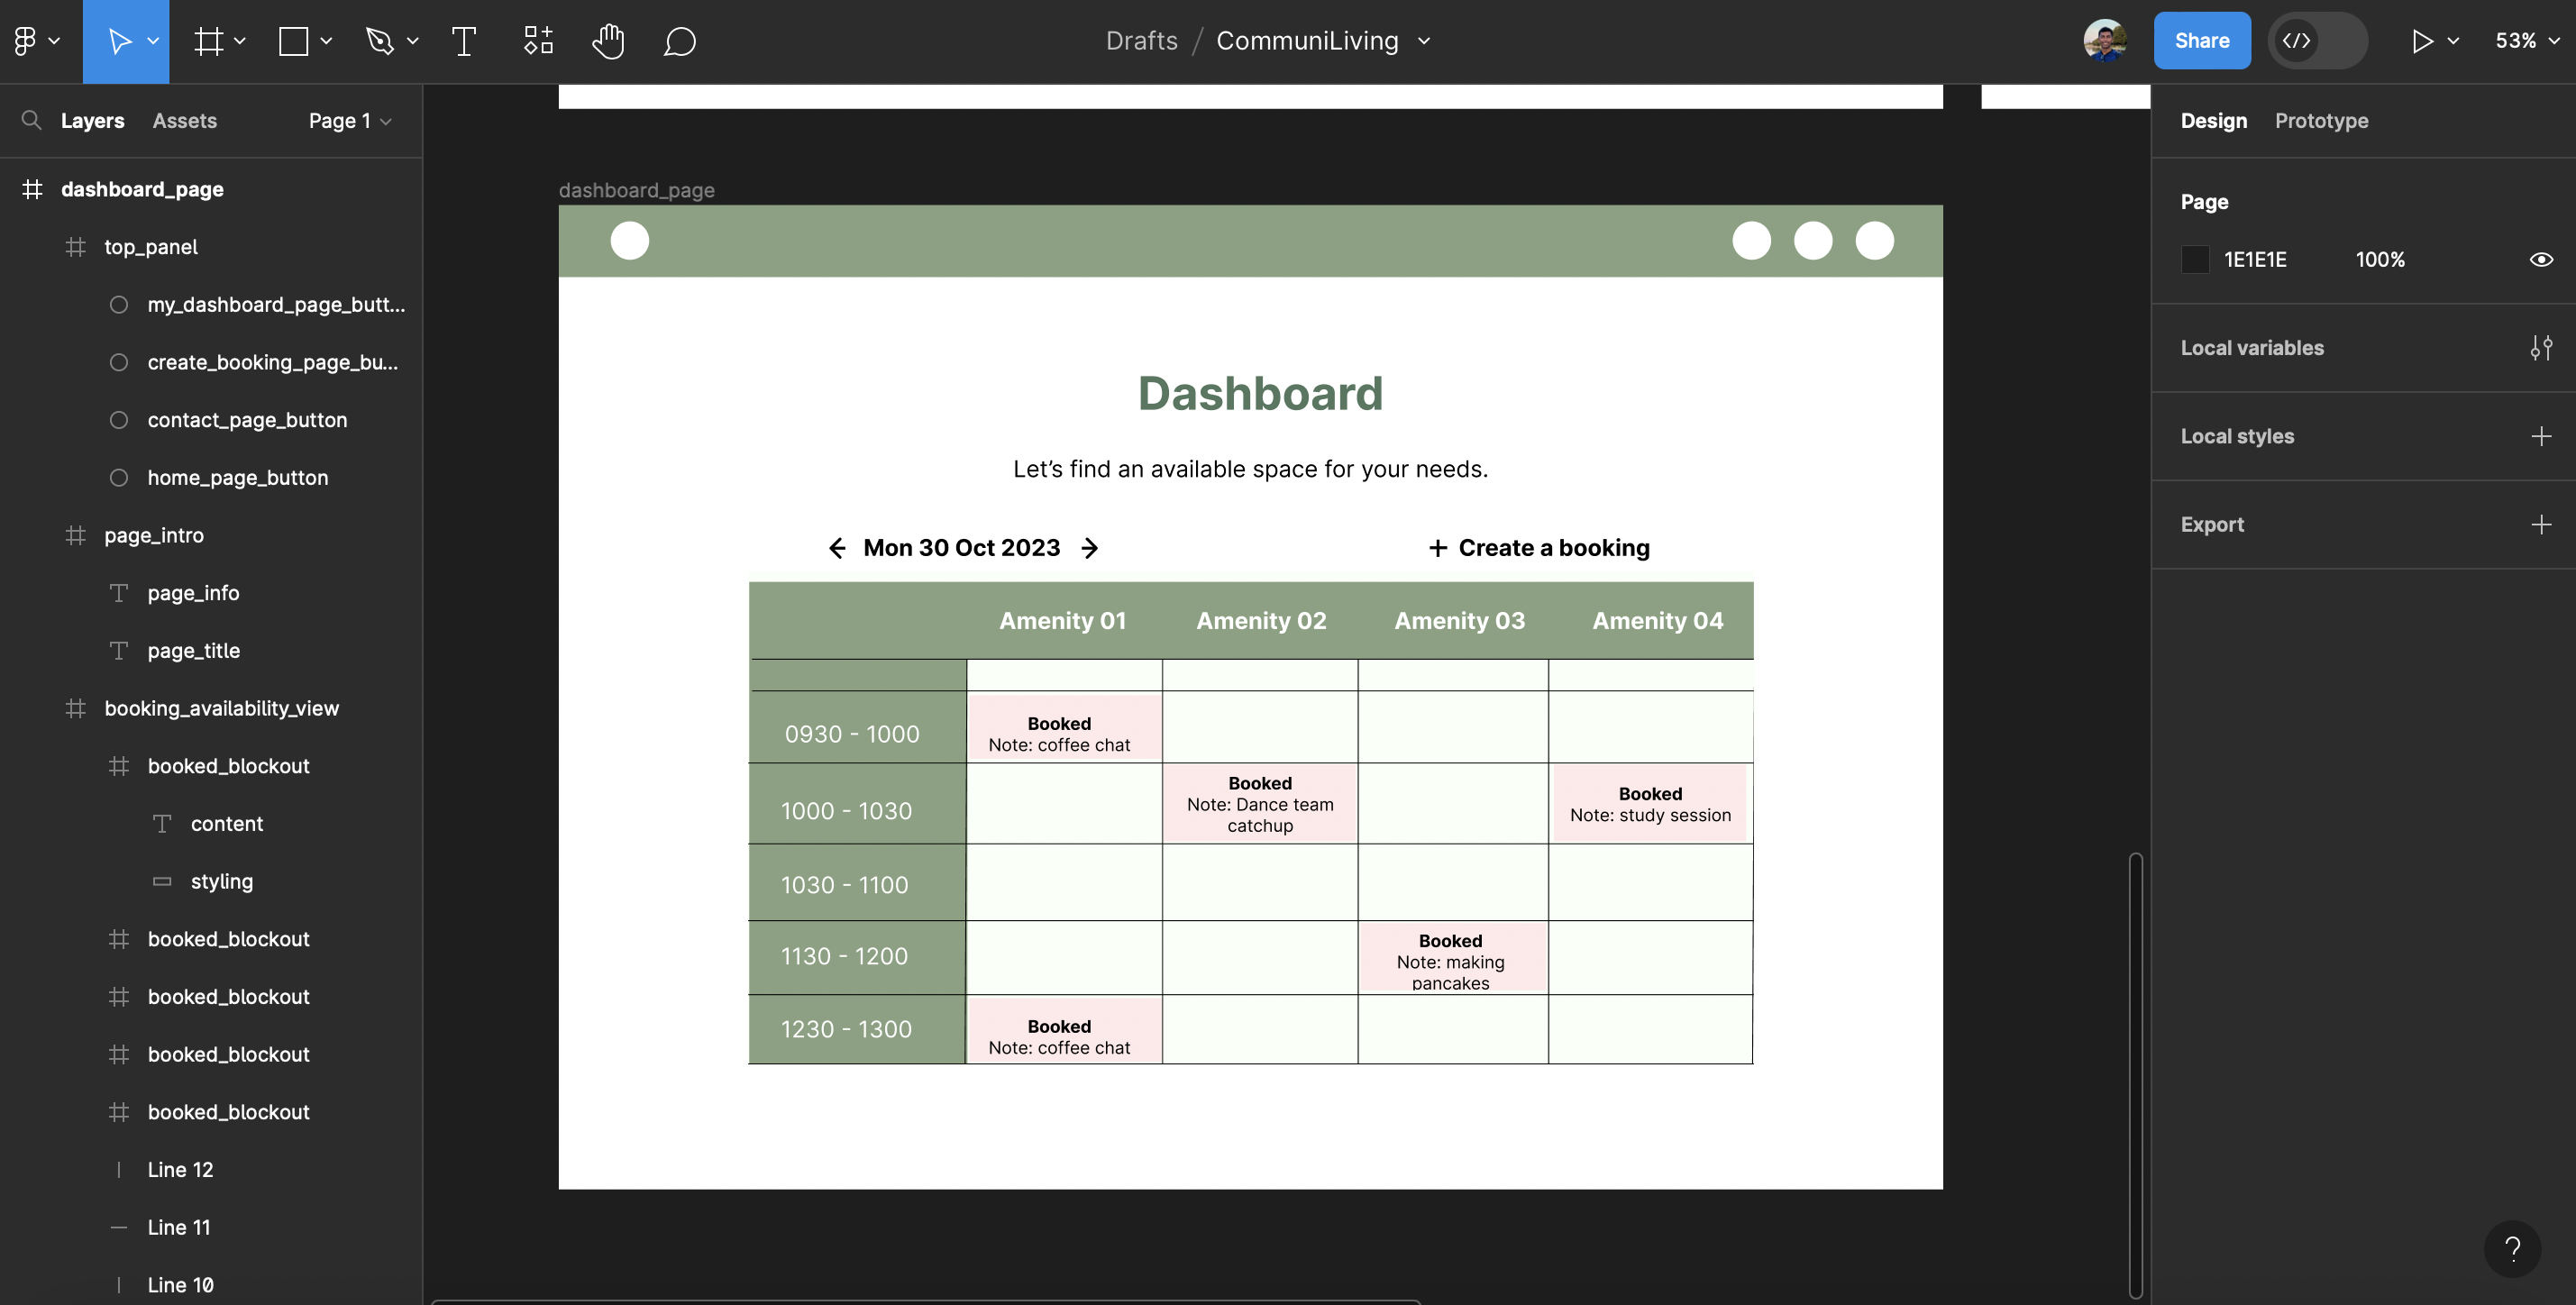 Drafts / CommuniLiving
Share
53%
Layers
Assets
Page 1
dashboard_page
top_panel
my_dashboard_page_butt...
create_booking_page_bu...
contact_page_button
home_page_button
page_intro
page_info
page_title
booking_availability_view
booked_blockout
content
styling
booked_blockout
booked_blockout
booked_blockout
booked_blockout
Line 12
Line 11
Line 10
dashboard_page
Dashboard
Let’s find an available space for your needs.
← Mon 30 Oct 2023 →
+ Create a booking
Amenity 01
Amenity 02
Amenity 03
Amenity 04
0930 - 1000
Booked
Note: coffee chat
1000 - 1030
Booked
Note: Dance team
catchup
Booked
Note: study session
1030 - 1100
1130 - 1200
Booked
Note: making
pancakes
1230 - 1300
Booked
Note: coffee chat
Design
Prototype
Page
1E1E1E
100%
Local variables
Local styles
Export
?